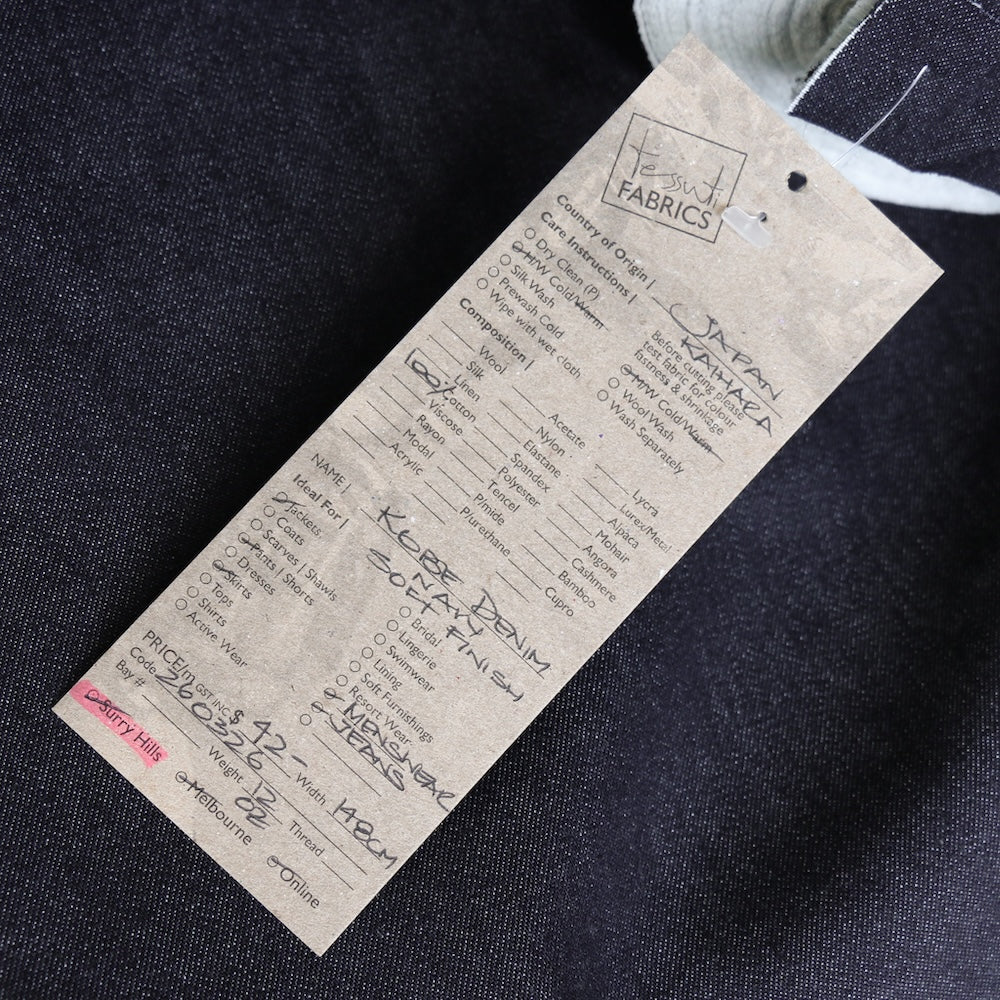 tessuti
FABRICS
Country of Origin | JAPAN
KAIHARA
Care Instructions |
Before cutting please
test fabric for colour
fastness & shrinkage
Dry Clean (P)
H/W Cold/Warm
Silk Wash
Prewash Cold
Wipe with wet cloth
M/W Cold/Warm
Wool Wash
Wash Separately
Composition |
Wool
Silk
Linen
100% Cotton
Viscose
Rayon
Modal
Acrylic
Acetate
Nylon
Elastane
Spandex
Polyester
Tencel
P/mide
P/urethane
Lycra
Lurex/Metal
Alpaca
Mohair
Angora
Cashmere
Bamboo
Cupro
NAME | KOBE DENIM
NAVY
SOFT FINISH
Ideal For |
Jackets
Coats
Scarves | Shawls
Pants | Shorts
Dresses
Skirts
Tops
Shirts
Active Wear
Bridal
Lingerie
Swimwear
Lining
Soft Furnishings
Resort Wear
MENSWEAR
JEANS
PRICE/m GST INC $ 42-
Code 260326 Width 148CM
Bay # Weight 12 OZ Thread
Surry Hills Melbourne Online